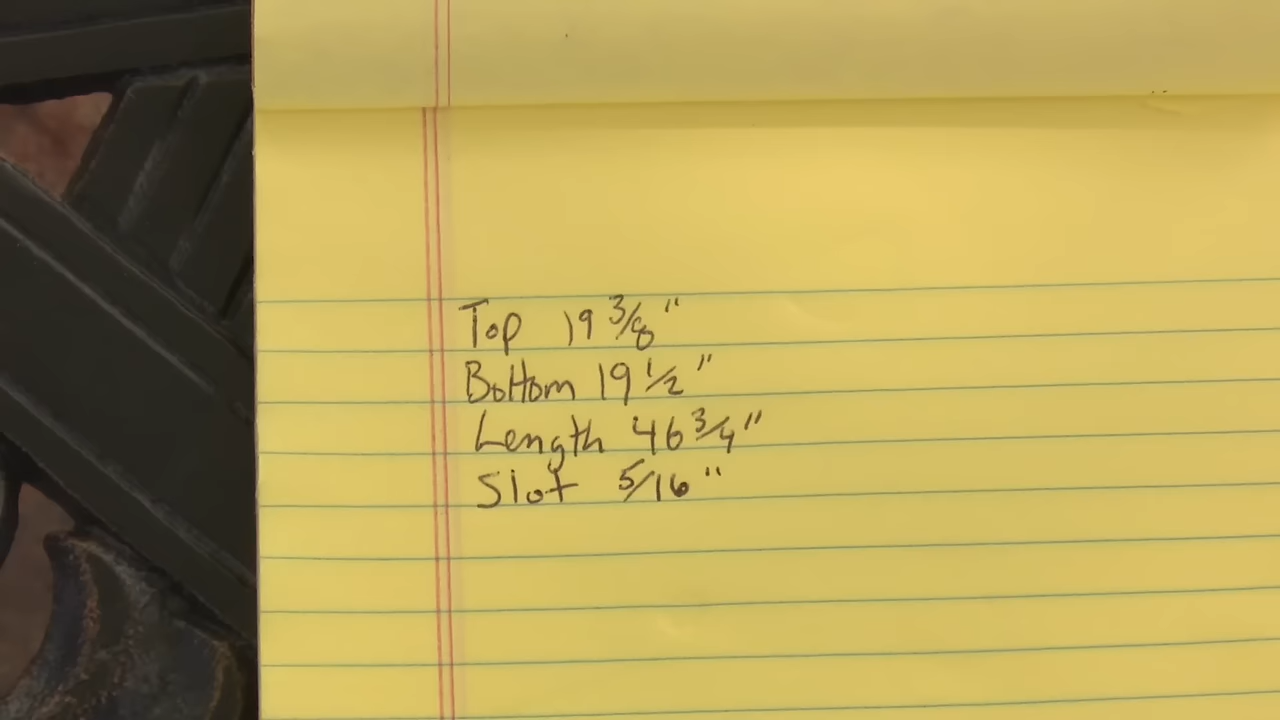 Top 19 3/8"
Bottom 19 1/2"
Length 46 3/4"
Slot 5/16"